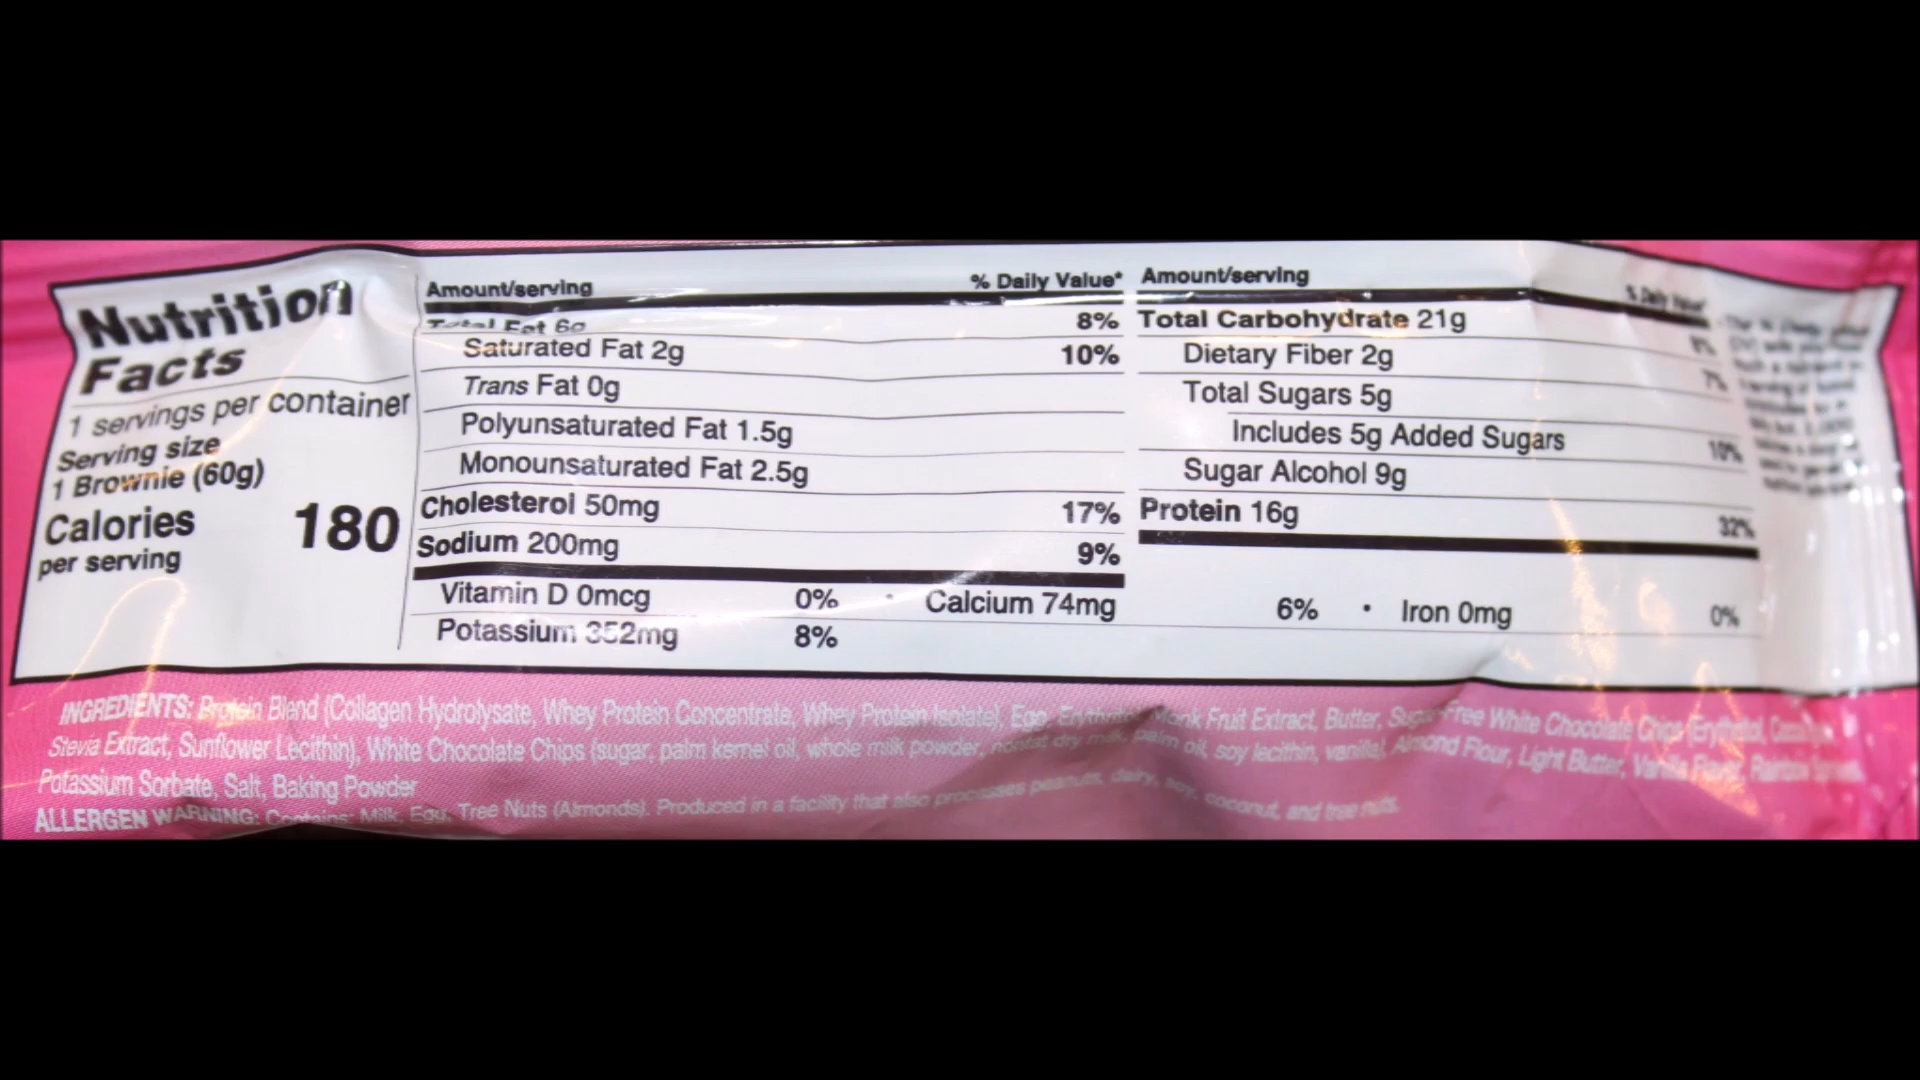 Nutrition
Facts
1 servings per container
Serving size
1 Brownie (60g)
Calories 180
per serving
Amount/serving % Daily Value*
Total Fat 6g 8%
Saturated Fat 2g 10%
Trans Fat 0g
Polyunsaturated Fat 1.5g
Monounsaturated Fat 2.5g
Cholesterol 50mg 17%
Sodium 200mg 9%
Amount/serving % Daily Value*
Total Carbohydrate 21g
Dietary Fiber 2g 7%
Total Sugars 5g
Includes 5g Added Sugars 10%
Sugar Alcohol 9g
Protein 16g 32%
Vitamin D 0mcg 0% • Calcium 74mg 6% • Iron 0mg 0%
Potassium 352mg 8%
INGREDIENTS: Protein Blend (Collagen Hydrolysate, Whey Protein Concentrate, Whey Protein Isolate), Egg, Erythritol, Monk Fruit Extract, Butter, Sugar-Free White Chocolate Chips (Erythritol,
Stevia Extract, Sunflower Lecithin), White Chocolate Chips (sugar, palm kernel oil, whole milk powder, nonfat dry milk, palm oil, soy lecithin, vanilla), Almond Flour, Light Butter, Vanilla Flavor, Rainbow
Potassium Sorbate, Salt, Baking Powder
ALLERGEN WARNING: Contains: Milk, Egg, Tree Nuts (Almonds). Produced in a facility that also processes peanuts, dairy, soy, coconut, and tree nuts.